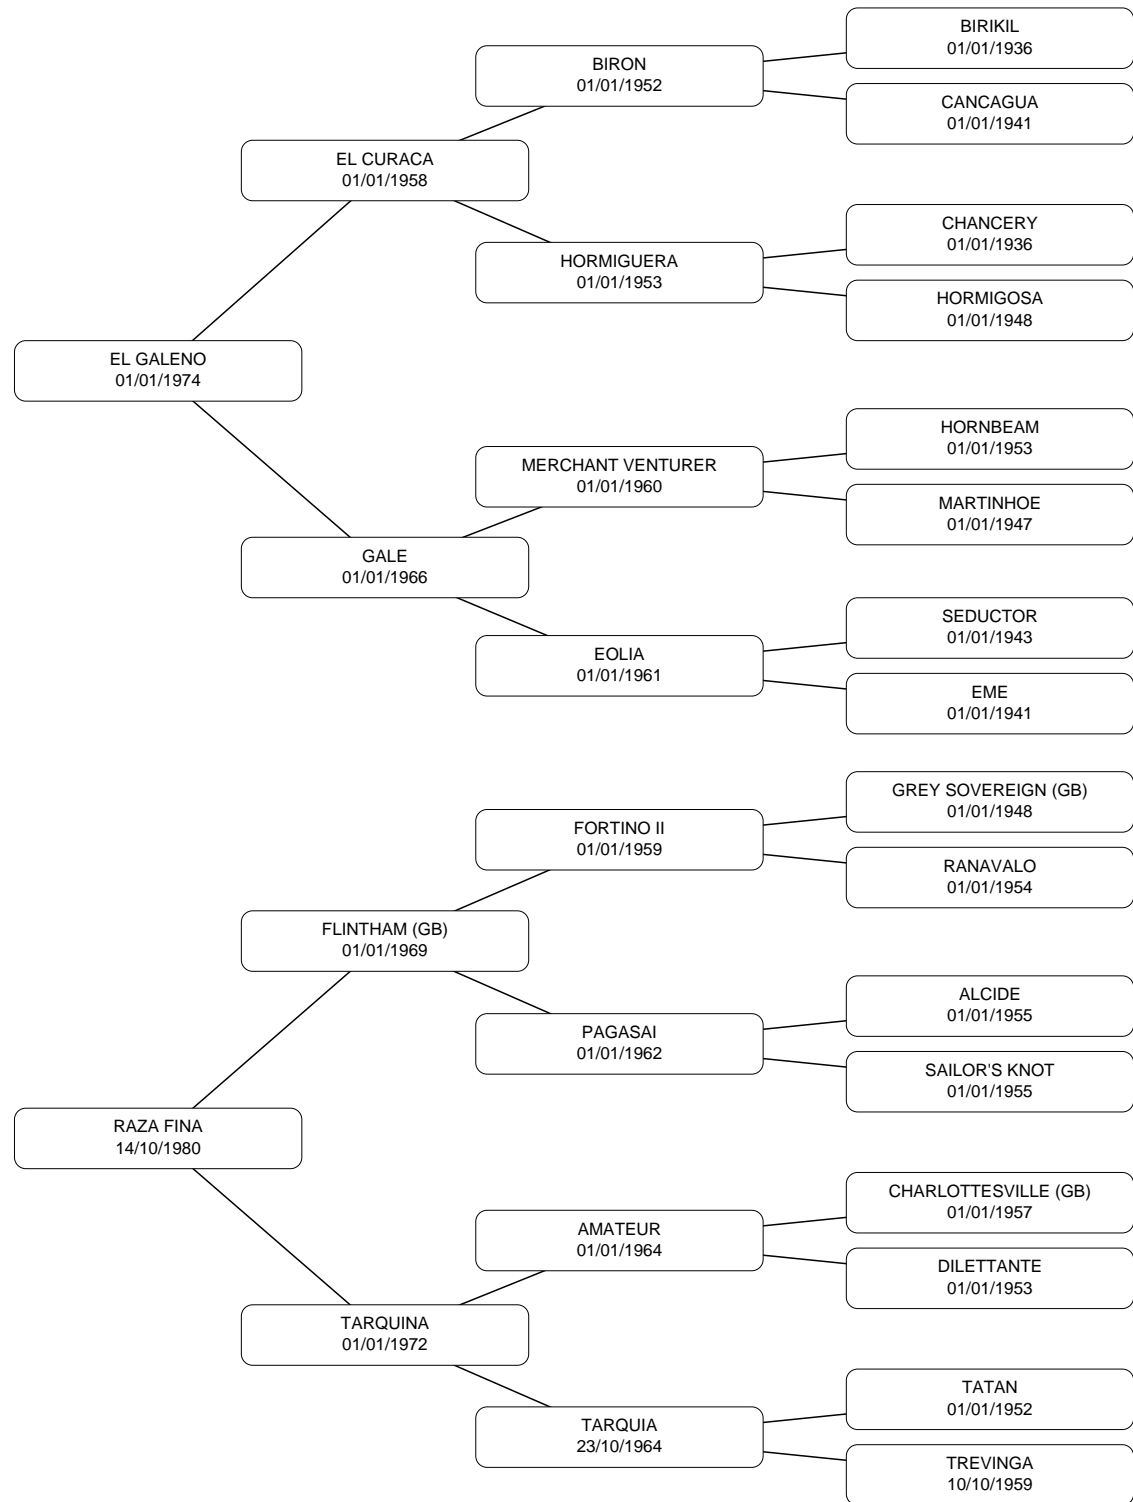 BIRIKIL
01/01/1936
BIRON
01/01/1952
CANCAGUA
01/01/1941
EL CURACA
01/01/1958
CHANCERY
01/01/1936
HORMIGUERA
01/01/1953
HORMIGOSA
01/01/1948
EL GALENO
01/01/1974
HORNBEAM
01/01/1953
MERCHANT VENTURER
01/01/1960
MARTINHOE
01/01/1947
GALE
01/01/1966
SEDUCTOR
01/01/1943
EOLIA
01/01/1961
EME
01/01/1941
GREY SOVEREIGN (GB)
01/01/1948
FORTINO II
01/01/1959
RANAVALO
01/01/1954
FLINTHAM (GB)
01/01/1969
ALCIDE
01/01/1955
PAGASAI
01/01/1962
SAILOR'S KNOT
01/01/1955
RAZA FINA
14/10/1980
CHARLOTTESVILLE (GB)
01/01/1957
AMATEUR
01/01/1964
DILETTANTE
01/01/1953
TARQUINA
01/01/1972
TATAN
01/01/1952
TARQUIA
23/10/1964
TREVINGA
10/10/1959